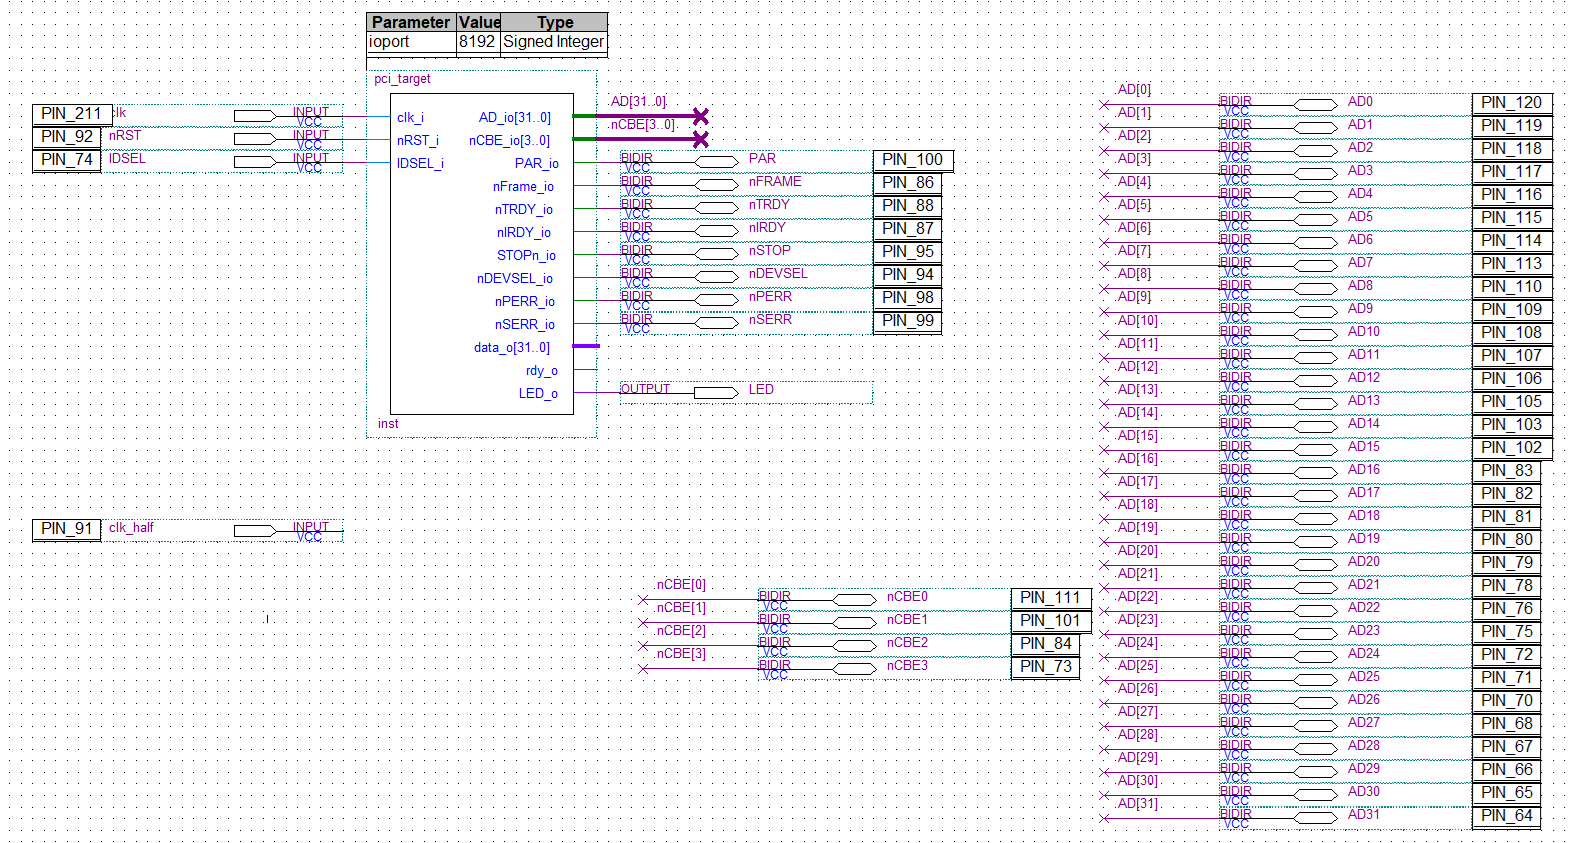 Parameter Value Type
ioport 8192 Signed Integer
pci_target
clk_i AD_io[31..0]
nRST_i nCBE_io[3..0]
IDSEL_i PAR_io
nFrame_io
nTRDY_io
nIRDY_io
STOPn_io
nDEVSEL_io
nPERR_io
nSERR_io
data_o[31..0]
rdy_o
LED_o
inst
PIN_211 clk INPUT VCC
PIN_92 nRST INPUT VCC
PIN_74 IDSEL INPUT VCC
PIN_91 clk_half INPUT VCC
AD[31..0]
nCBE[3..0]
BIDIR VCC PAR PIN_100
BIDIR VCC nFRAME PIN_86
BIDIR VCC nTRDY PIN_88
BIDIR VCC nIRDY PIN_87
BIDIR VCC nSTOP PIN_95
BIDIR VCC nDEVSEL PIN_94
BIDIR VCC nPERR PIN_98
BIDIR VCC nSERR PIN_99
OUTPUT LED
nCBE[0] BIDIR VCC nCBE0 PIN_111
nCBE[1] BIDIR VCC nCBE1 PIN_101
nCBE[2] BIDIR VCC nCBE2 PIN_84
nCBE[3] BIDIR VCC nCBE3 PIN_73
AD[0] BIDIR VCC AD0 PIN_120
AD[1] BIDIR VCC AD1 PIN_119
AD[2] BIDIR VCC AD2 PIN_118
AD[3] BIDIR VCC AD3 PIN_117
AD[4] BIDIR VCC AD4 PIN_116
AD[5] BIDIR VCC AD5 PIN_115
AD[6] BIDIR VCC AD6 PIN_114
AD[7] BIDIR VCC AD7 PIN_113
AD[8] BIDIR VCC AD8 PIN_110
AD[9] BIDIR VCC AD9 PIN_109
AD[10] BIDIR VCC AD10 PIN_108
AD[11] BIDIR VCC AD11 PIN_107
AD[12] BIDIR VCC AD12 PIN_106
AD[13] BIDIR VCC AD13 PIN_105
AD[14] BIDIR VCC AD14 PIN_103
AD[15] BIDIR VCC AD15 PIN_102
AD[16] BIDIR VCC AD16 PIN_83
AD[17] BIDIR VCC AD17 PIN_82
AD[18] BIDIR VCC AD18 PIN_81
AD[19] BIDIR VCC AD19 PIN_80
AD[20] BIDIR VCC AD20 PIN_79
AD[21] BIDIR VCC AD21 PIN_78
AD[22] BIDIR VCC AD22 PIN_76
AD[23] BIDIR VCC AD23 PIN_75
AD[24] BIDIR VCC AD24 PIN_72
AD[25] BIDIR VCC AD25 PIN_71
AD[26] BIDIR VCC AD26 PIN_70
AD[27] BIDIR VCC AD27 PIN_68
AD[28] BIDIR VCC AD28 PIN_67
AD[29] BIDIR VCC AD29 PIN_66
AD[30] BIDIR VCC AD30 PIN_65
AD[31] BIDIR VCC AD31 PIN_64